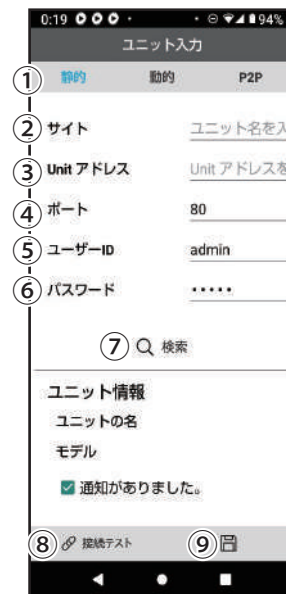 0:19 94%
ユニット入力
① 静的 動的 P2P
② サイト ユニット名を入
③ Unit アドレス Unit アドレスを
④ ポート 80
⑤ ユーザーID admin
⑥ パスワード •••••
⑦ 検索
ユニット情報
ユニットの名
モデル
通知がありました。
⑧ 接続テスト ⑨